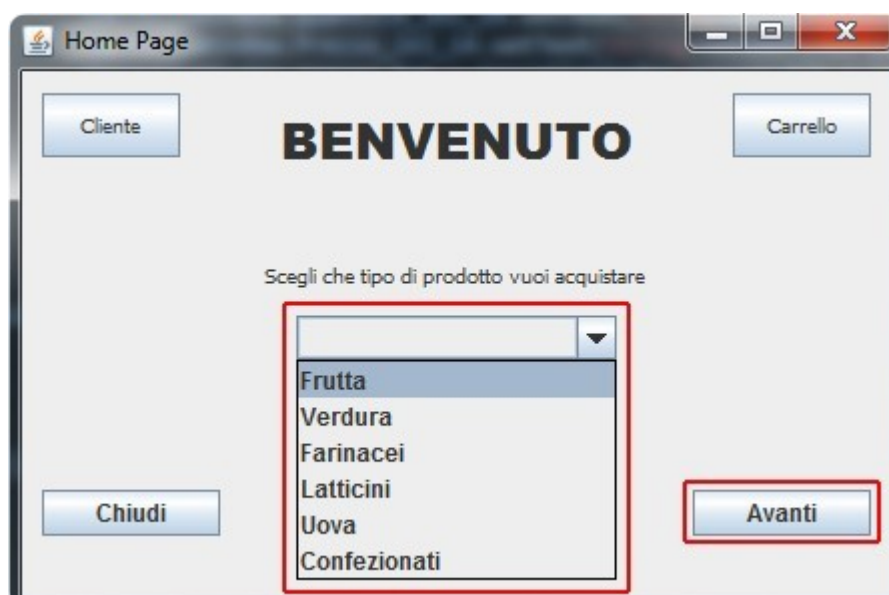 Home Page
Cliente
BENVENUTO
Carrello
Scegli che tipo di prodotto vuoi acquistare
Frutta
Verdura
Farinacei
Latticini
Uova
Confezionati
Chiudi
Avanti